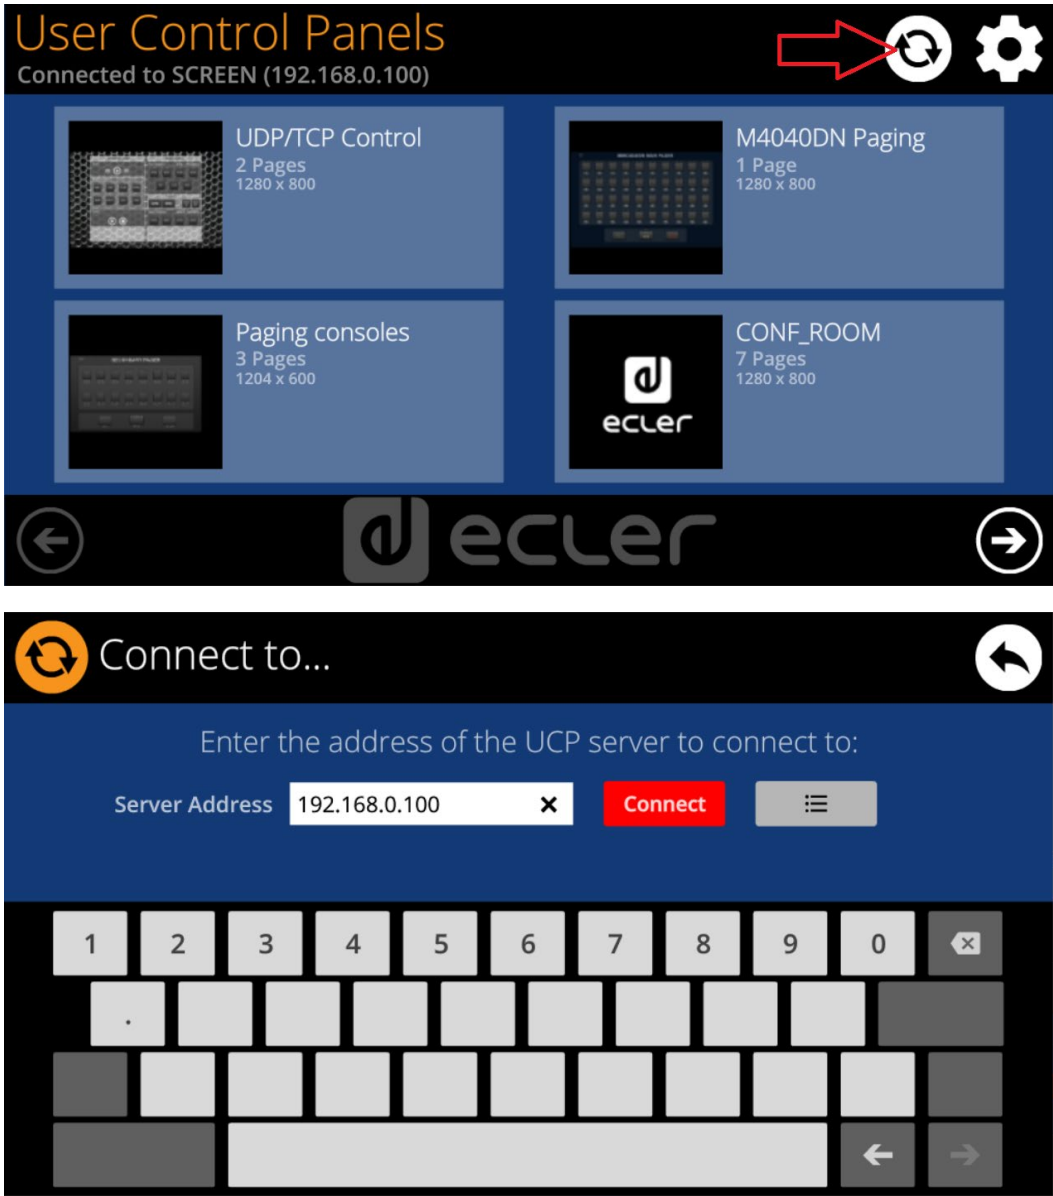 User Control Panels
Connected to SCREEN (192.168.0.100)
UDP/TCP Control
2 Pages
1280 x 800
M4040DN Paging
1 Page
1280 x 800
Paging consoles
3 Pages
1204 x 600
CONF_ROOM
7 Pages
1280 x 800
ecler
ecler
Connect to...
Enter the address of the UCP server to connect to:
Server Address 192.168.0.100 Connect
1 2 3 4 5 6 7 8 9 0
.